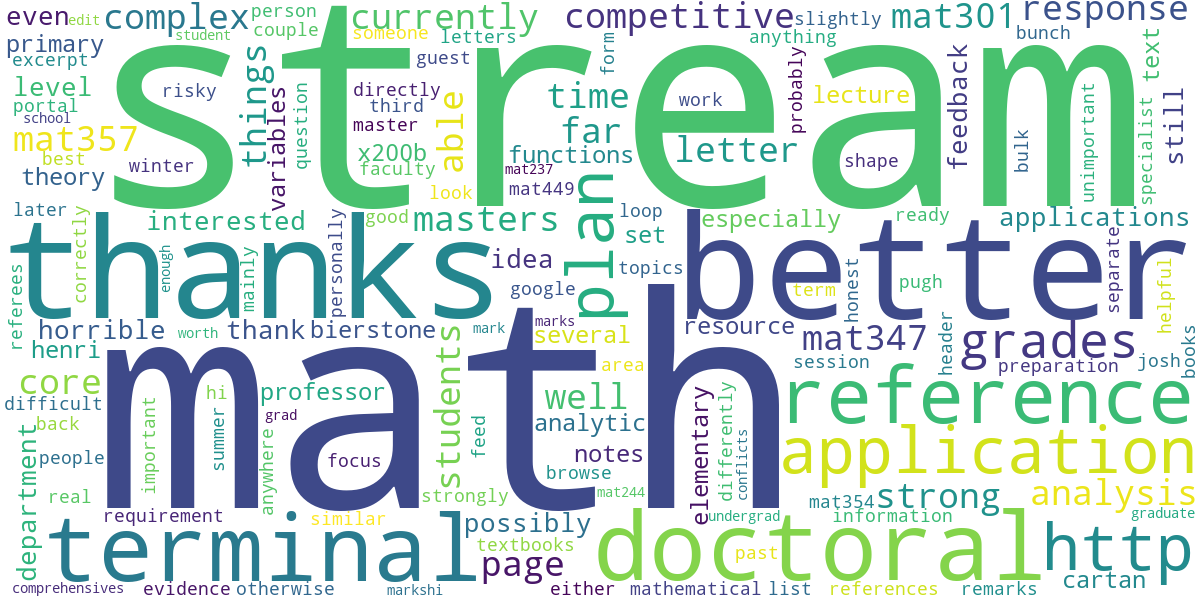 even
edit
complex
person
couple
currently
someone
letters
competitive
slightly
anything
mat301
response
bunch
primary
excerpt
student
things
guest
form
stream
text
level
portal
school
risky
variables
question
directly
third
master
able
time
far
work
probably
lecture
feedback
bulk
unimportant
specialist
still
mat357
best
theory
winter
x200b
faculty
look
functions
mat237
mat449
letter
shape
later
correctly
interested
enough
mainly
personally
good
masters
plan
loop
set
topics
especially
ready
applications
separate
helpful
referees
thanks
idea
google
better
term
honest
pugh
horrible
worth
thank
bierstone
mark
marks
several
area
resource
mat347
session
header
grades
preparation
josh
books
henri
core
difficult
back
people
real
department
math
important
hi
summer
professor
grad
anywhere
focus
students
feed
well
analytic
notes
browse
mat244
strongly
elementary
differently
conflicts
reference
application
mat354
strong
analysis
information
graduate
undergrad
requirement
similar
terminal
possibly
textbooks
page
doctoral
past
http
cartan
comprehensives
evidence
otherwise
markshi
either
mathematical
list
references
remarks